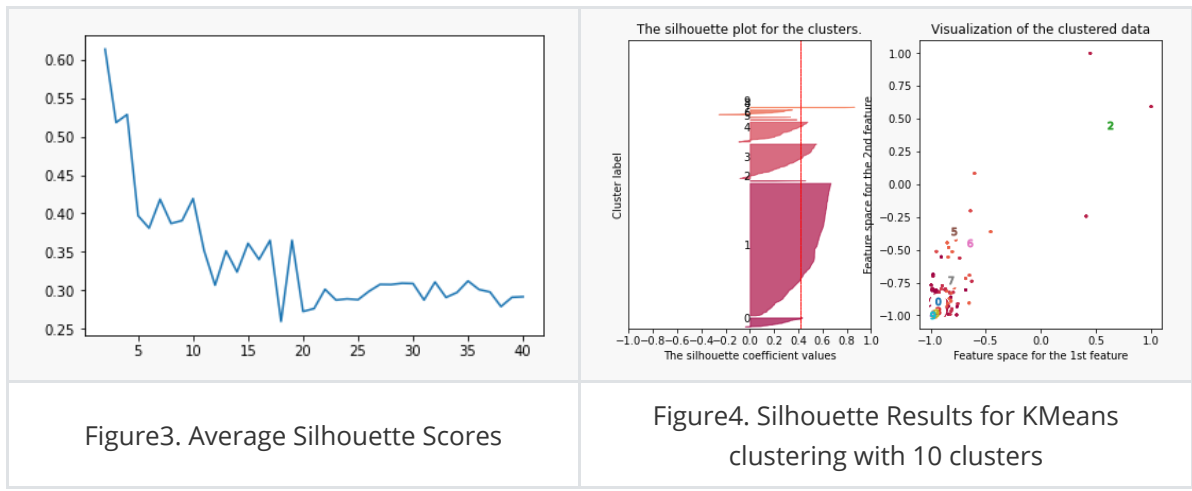 0.60
0.55
0.50
0.45
0.40
0.35
0.30
0.25
5 10 15 20 25 30 35 40
The silhouette plot for the clusters.
Cluster label
6
4
3
2
1
0
−1.0−0.8−0.6−0.4−0.2 0.0 0.2 0.4 0.6 0.8 1.0
The silhouette coefficient values
Visualization of the clustered data
Feature space for the 2nd feature
1.00
0.75
0.50
0.25
0.00
−0.25
−0.50
−0.75
−1.00
2
5
6
7
0
−1.0 −0.5 0.0 0.5 1.0
Feature space for the 1st feature
Figure3. Average Silhouette Scores
Figure4. Silhouette Results for KMeans
clustering with 10 clusters